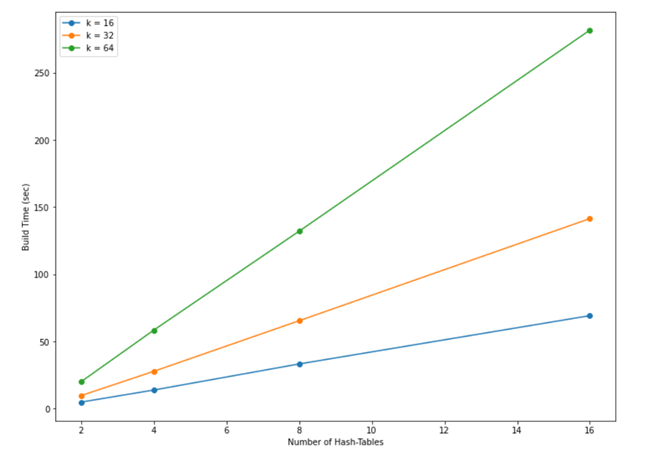 k = 16
k = 32
k = 64
250
200
150
100
50
0
Build Time (sec)
2 4 6 8 10 12 14 16
Number of Hash-Tables